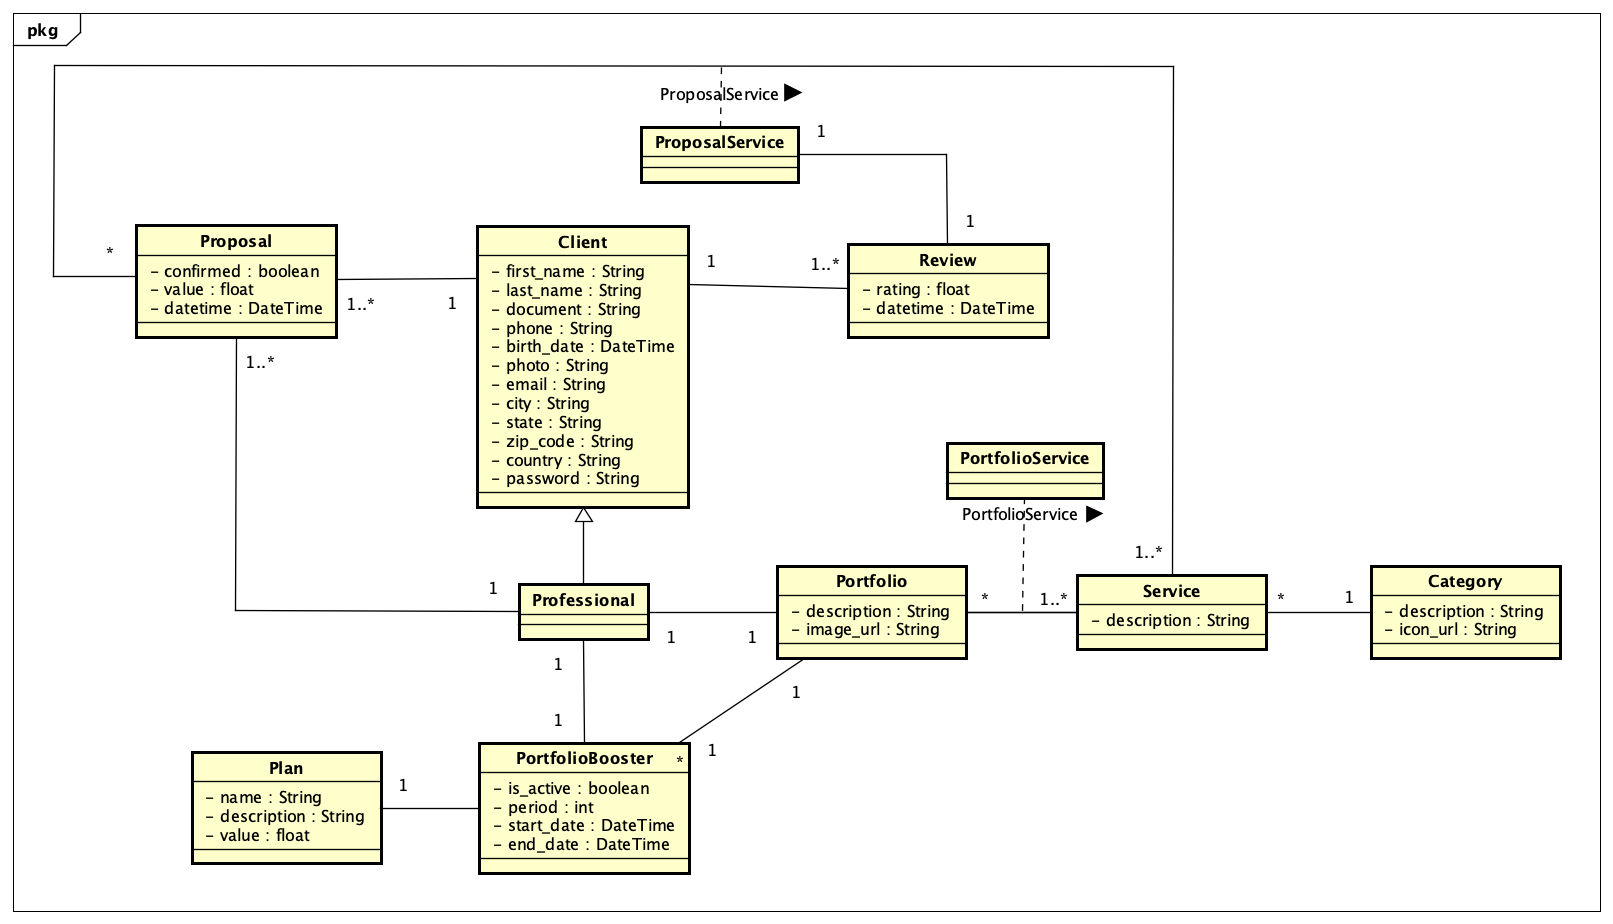 pkg
ProposalService ▶
ProposalService
1
1
*
Proposal
– confirmed : boolean
– value : float
– datetime : DateTime
1..*
1
1..*
Client
– first_name : String
– last_name : String
– document : String
– phone : String
– birth_date : DateTime
– photo : String
– email : String
– city : String
– state : String
– zip_code : String
– country : String
– password : String
1
1..*
Review
– rating : float
– datetime : DateTime
PortfolioService
PortfolioService ▶
1..*
1
Professional
1
1
Portfolio
– description : String
– image_url : String
*
1..*
Service
– description : String
*
1
Category
– description : String
– icon_url : String
1
1
1
1
Plan
– name : String
– description : String
– value : float
1
PortfolioBooster
*
– is_active : boolean
– period : int
– start_date : DateTime
– end_date : DateTime